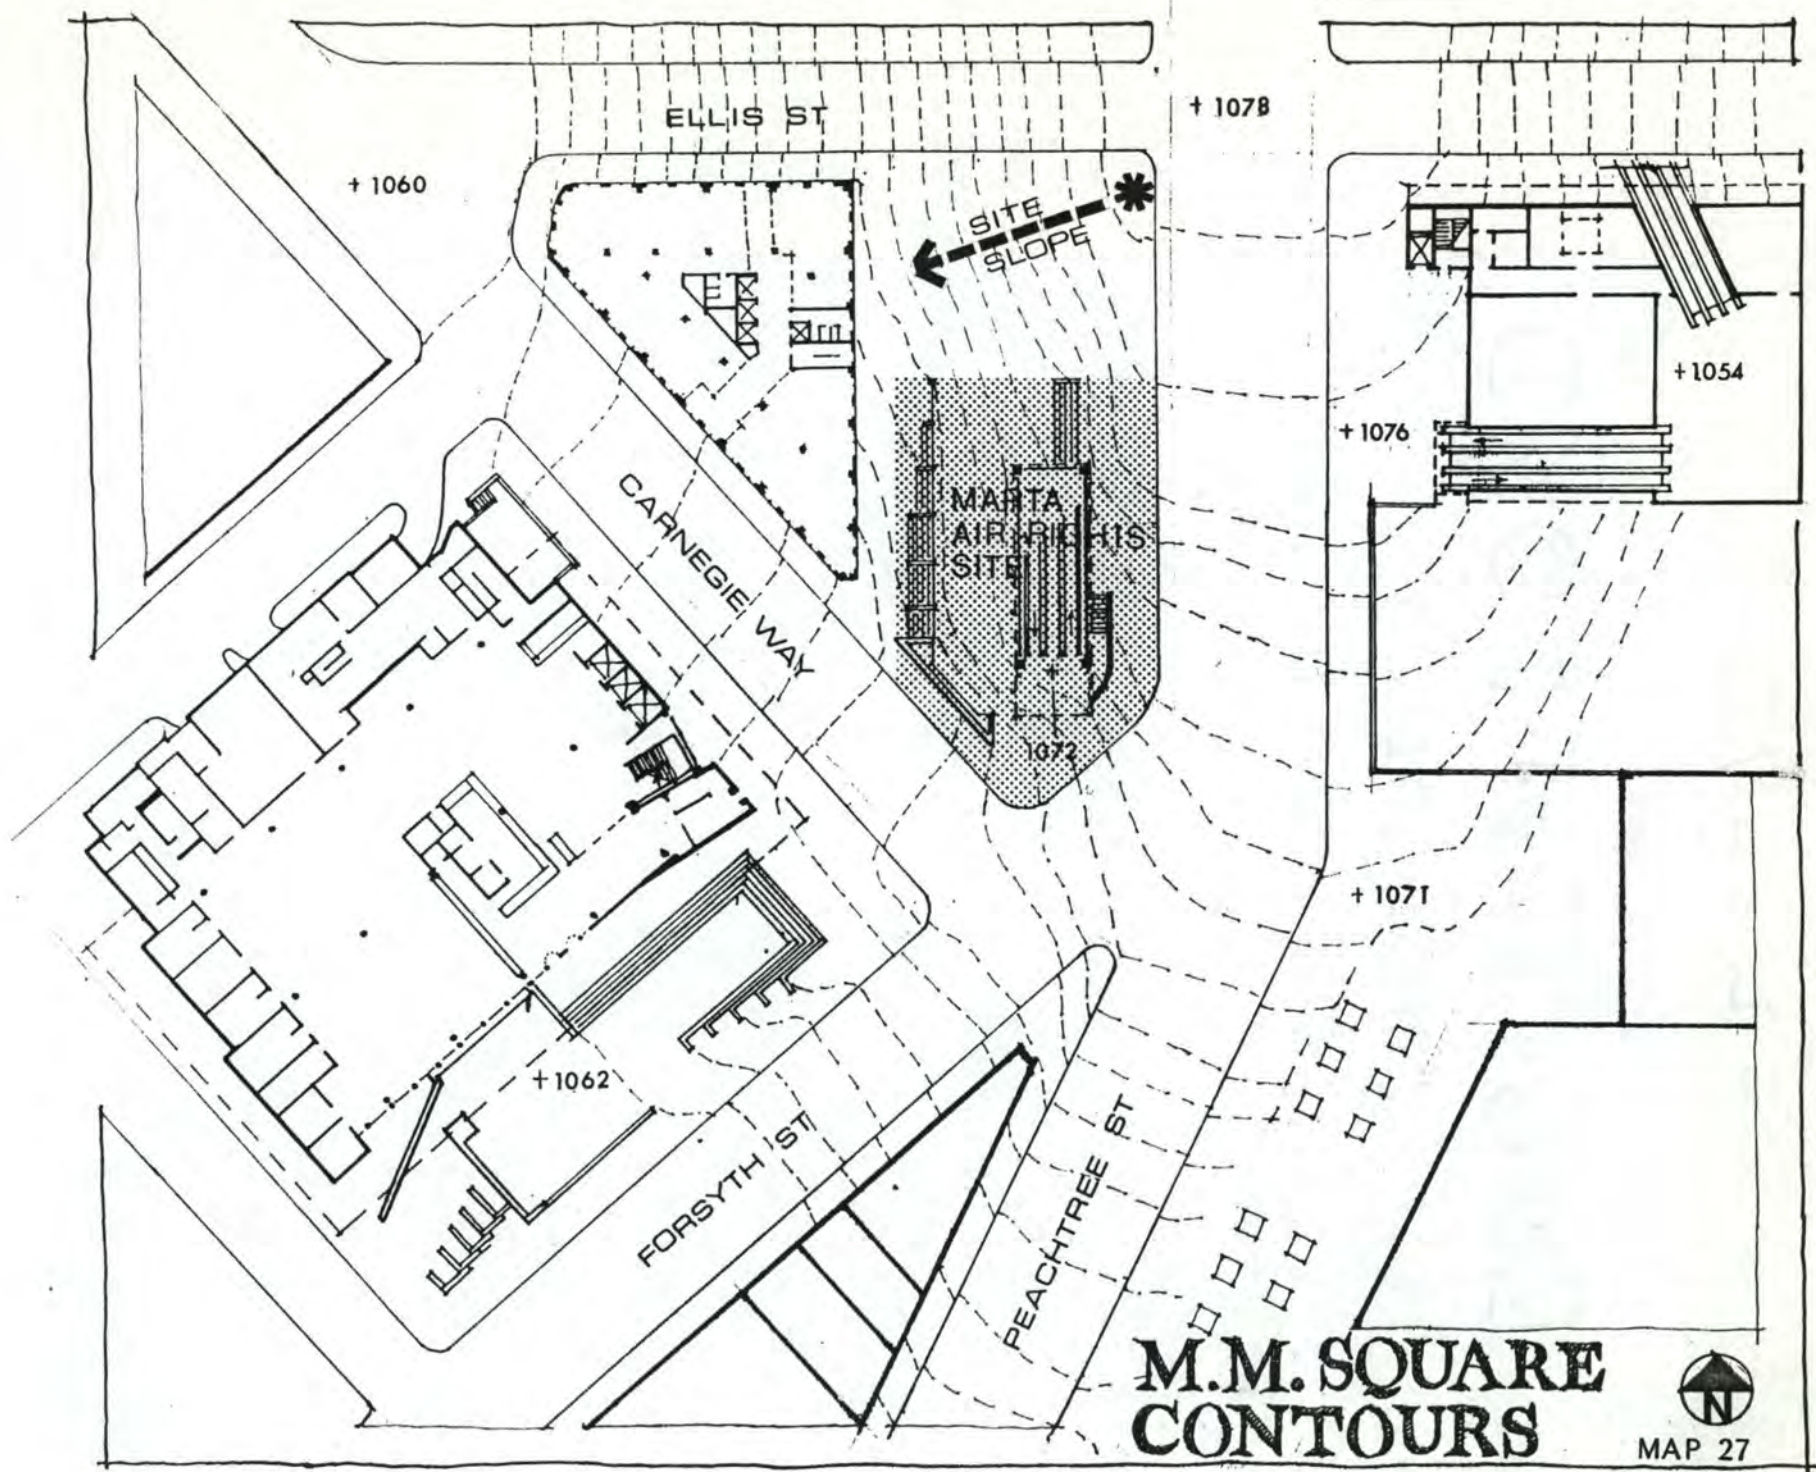 + 1078
ELLIS ST
+ 1060
SITE
SLOPE
+1054
+1076
CARNEGIE WAY
MARTA
AIR RIGHTS
SITE
1072
+1071
+1062
FORSYTH ST
PEACHTREE ST
M.M. SQUARE
CONTOURS
N
MAP 27